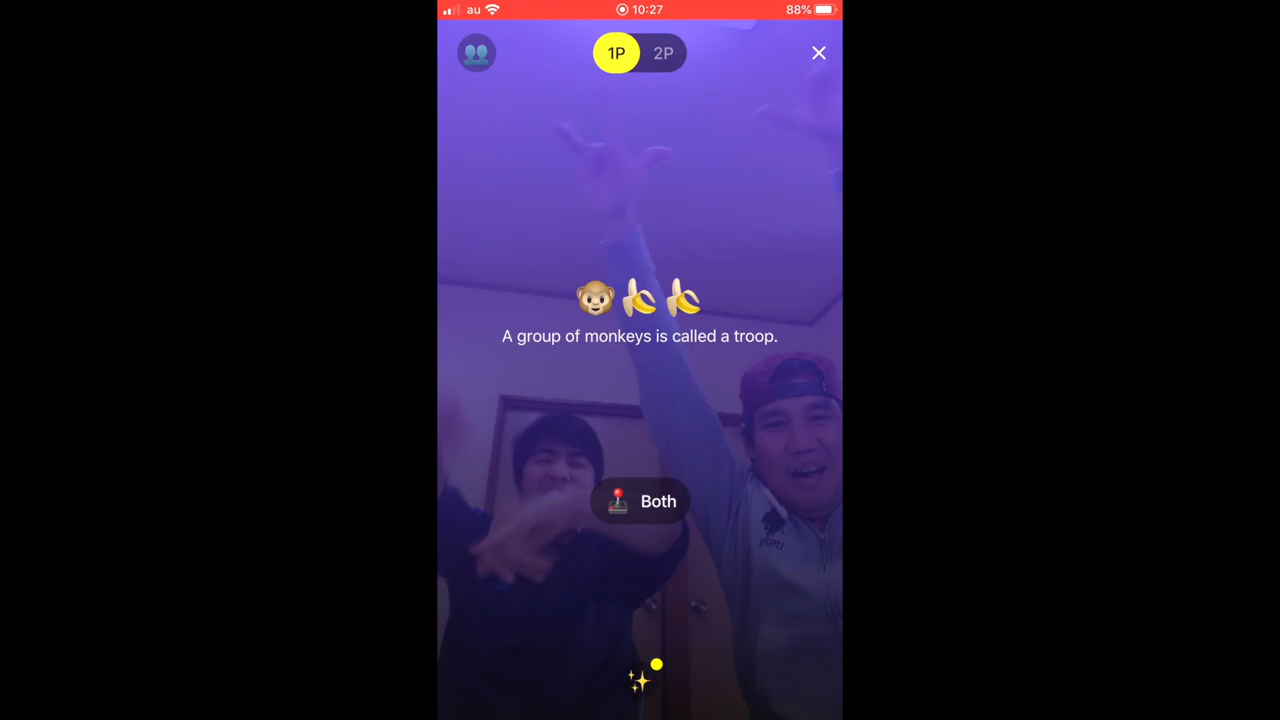 au 10:27 88%
1P 2P
A group of monkeys is called a troop.
Both